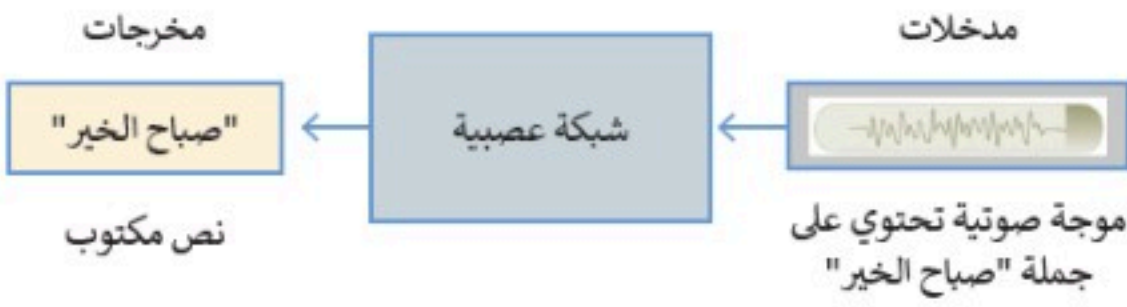 مدخلات
موجة صوتية تحتوي على
جملة "صباح الخير"
شبكة عصبية
مخرجات
"صباح الخير"
نص مكتوب